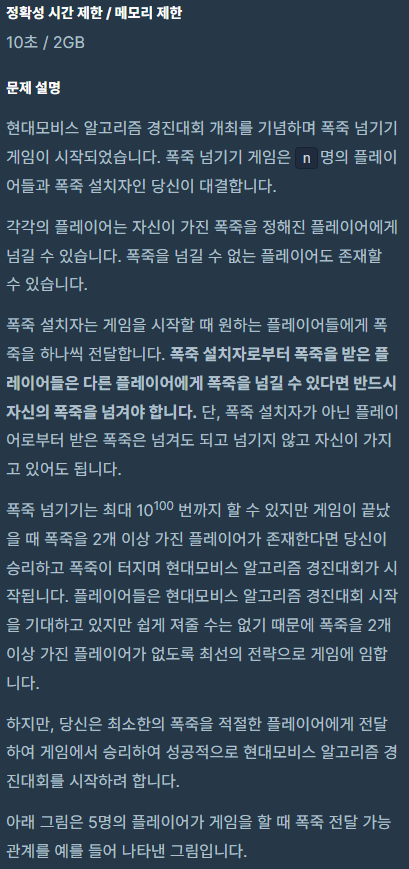 정확성 시간 제한 / 메모리 제한
10초 / 2GB
문제 설명
현대모비스 알고리즘 경진대회 개최를 기념하며 폭죽 넘기기
게임이 시작되었습니다. 폭죽 넘기기 게임은 n 명의 플레이
어들과 폭죽 설치자인 당신이 대결합니다.
각각의 플레이어는 자신이 가진 폭죽을 정해진 플레이어에게
넘길 수 있습니다. 폭죽을 넘길 수 없는 플레이어도 존재할
수 있습니다.
폭죽 설치자는 게임을 시작할 때 원하는 플레이어들에게 폭
죽을 하나씩 전달합니다. 폭죽 설치자로부터 폭죽을 받은 플
레이어들은 다른 플레이어에게 폭죽을 넘길 수 있다면 반드시
자신의 폭죽을 넘겨야 합니다. 단, 폭죽 설치자가 아닌 플레이
어로부터 받은 폭죽은 넘겨도 되고 넘기지 않고 자신이 가지
고 있어도 됩니다.
폭죽 넘기기는 최대 10^100 번까지 할 수 있지만 게임이 끝났
을 때 폭죽을 2개 이상 가진 플레이어가 존재한다면 당신이
승리하고 폭죽이 터지며 현대모비스 알고리즘 경진대회가 시
작됩니다. 플레이어들은 현대모비스 알고리즘 경진대회 시작
을 기대하고 있지만 쉽게 져줄 수는 없기 때문에 폭죽을 2개
이상 가진 플레이어가 없도록 최선의 전략으로 게임에 임합
니다.
하지만, 당신은 최소한의 폭죽을 적절한 플레이어에게 전달
하여 게임에서 승리하여 성공적으로 현대모비스 알고리즘 경
진대회를 시작하려 합니다.
아래 그림은 5명의 플레이어가 게임을 할 때 폭죽 전달 가능
관계를 예를 들어 나타낸 그림입니다.